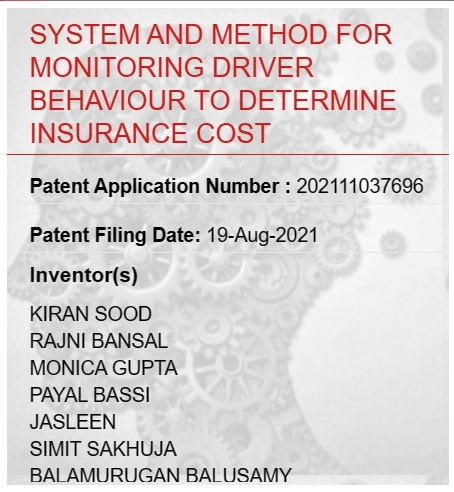 SYSTEM AND METHOD FOR
MONITORING DRIVER
BEHAVIOUR TO DETERMINE
INSURANCE COST
Patent Application Number : 202111037696
Patent Filing Date: 19-Aug-2021
Inventor(s)
KIRAN SOOD
RAJNI BANSAL
MONICA GUPTA
PAYAL BASSI
JASLEEN
SIMIT SAKHUJA
BALAMURUGAN BALUSAMY